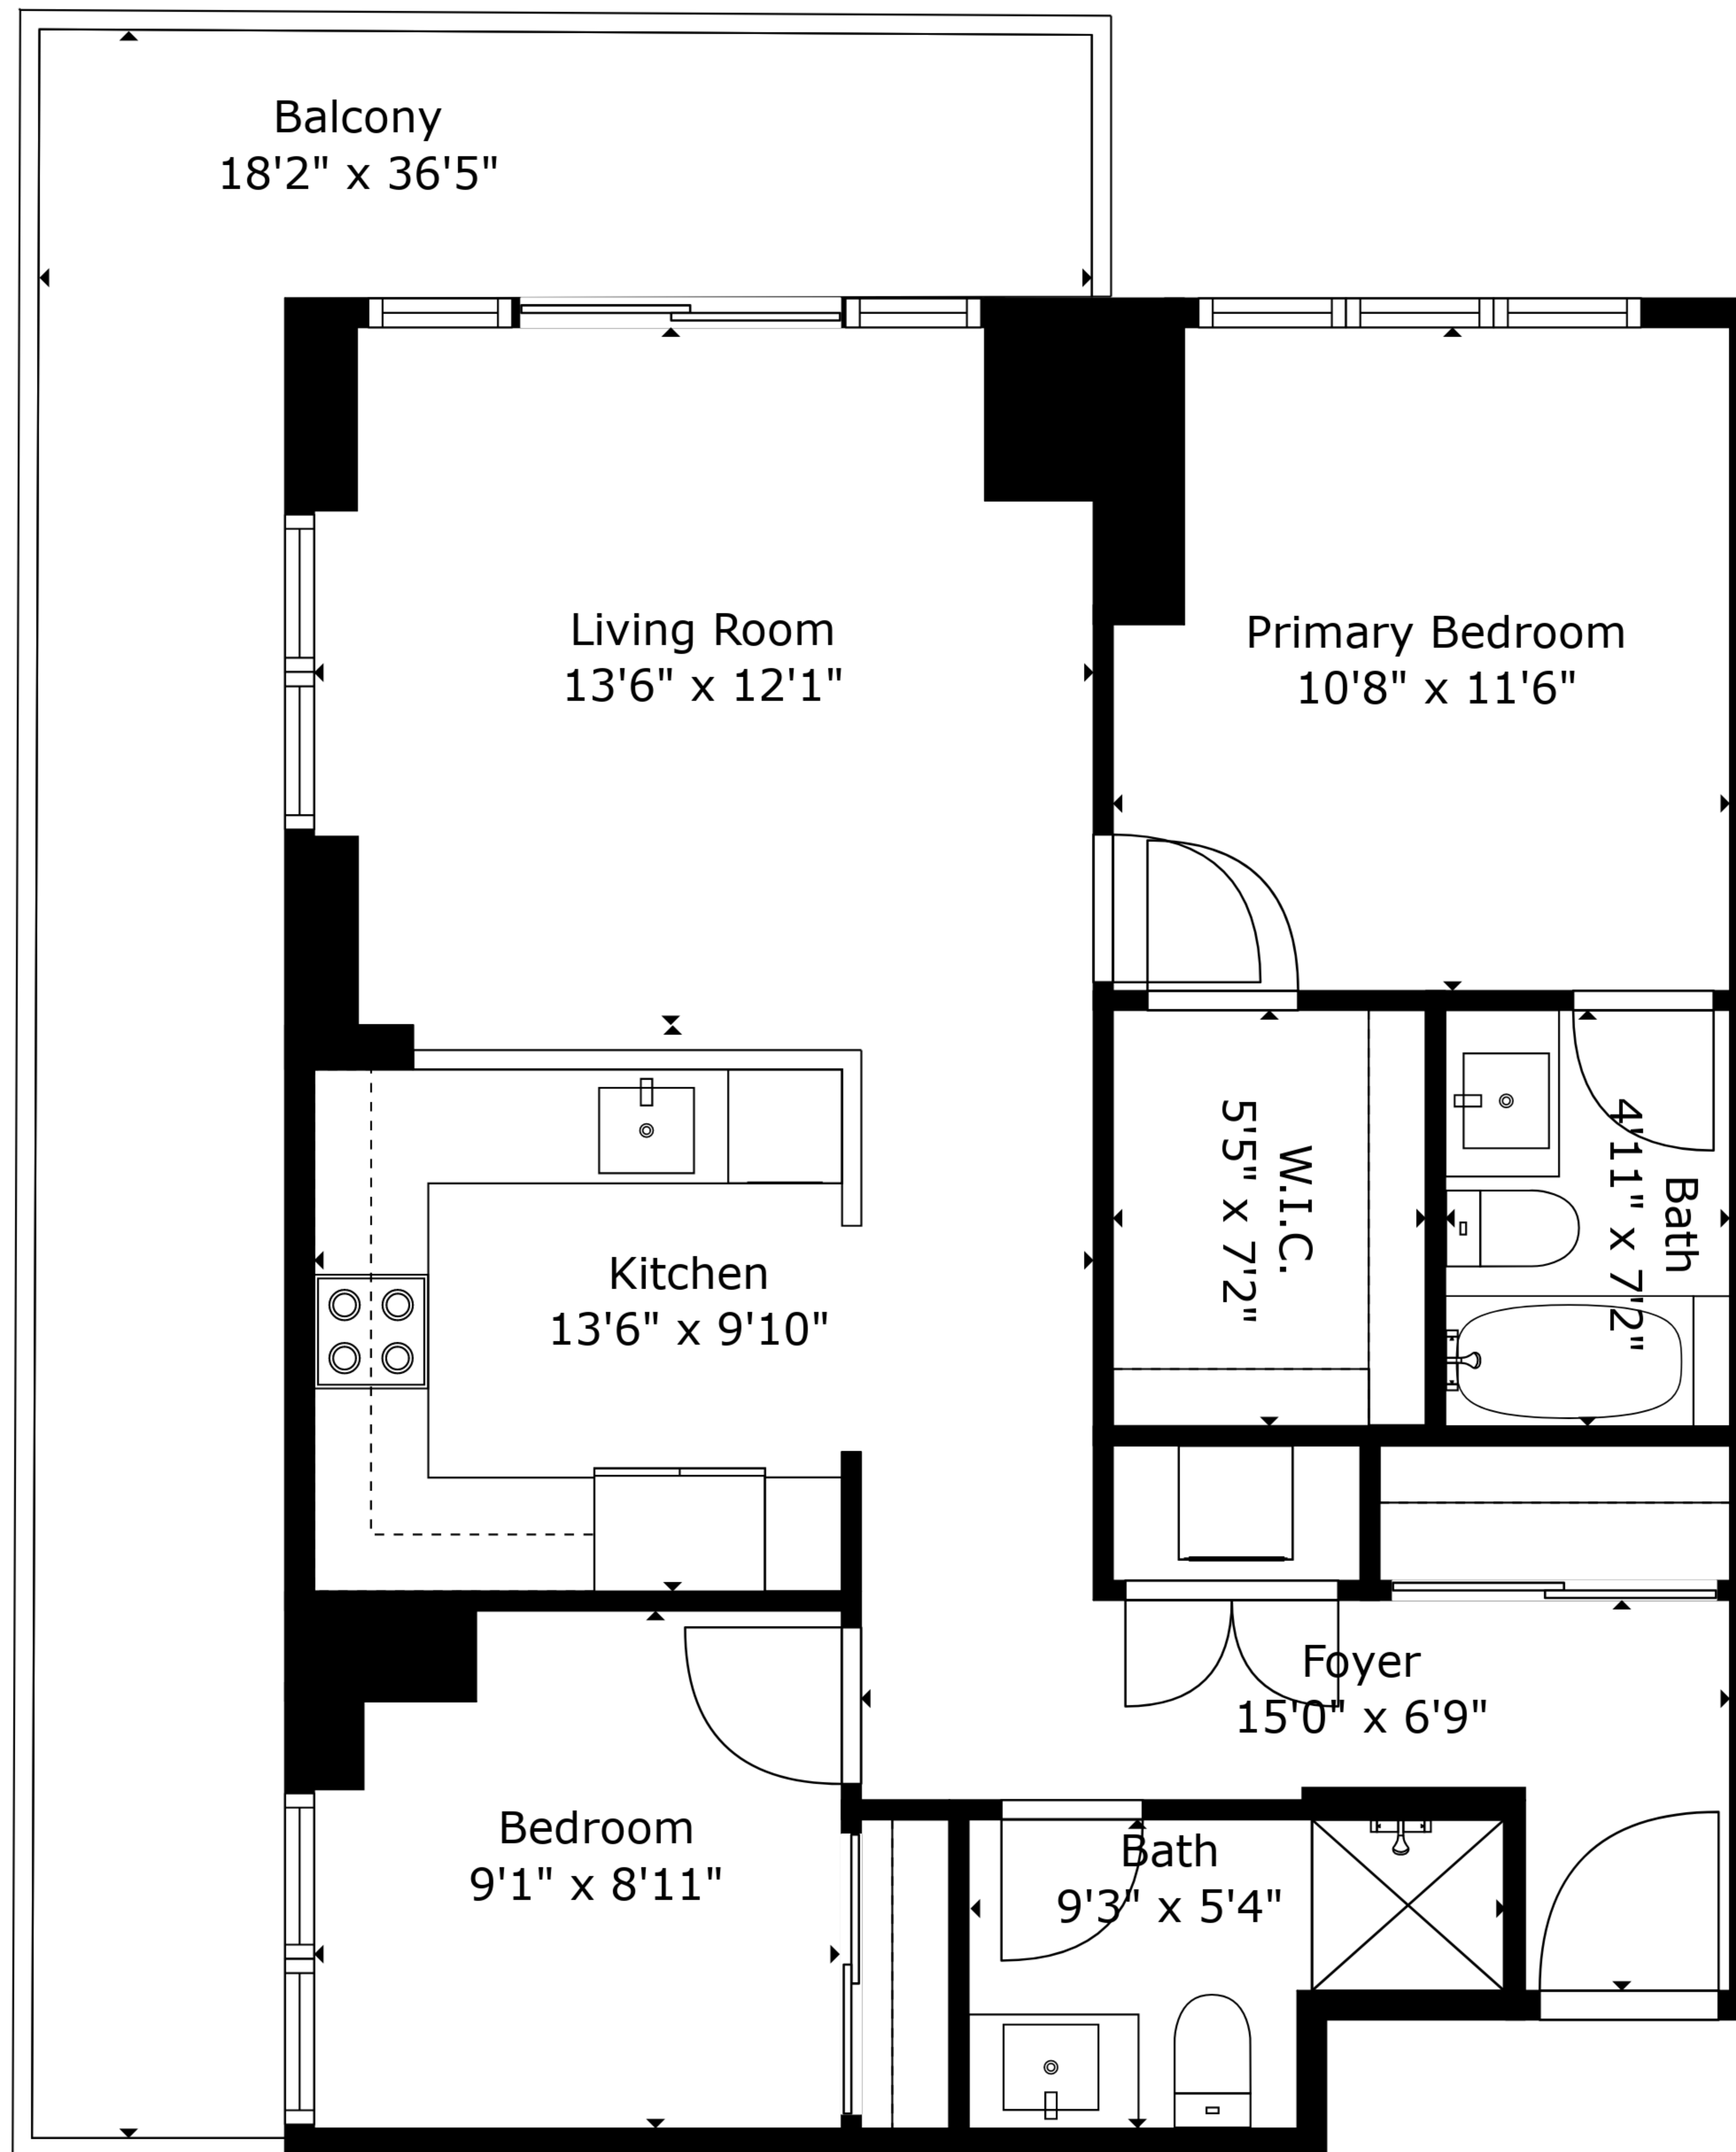 Balcony
18'2" x 36'5"
Living Room
13'6" x 12'1"
Primary Bedroom
10'8" x 11'6"
W.I.C.
5'5" x 7'2"
Bath
4'11" x 7'2"
Kitchen
13'6" x 9'10"
Foyer
15'0" x 6'9"
Bedroom
9'1" x 8'11"
Bath
9'3" x 5'4"